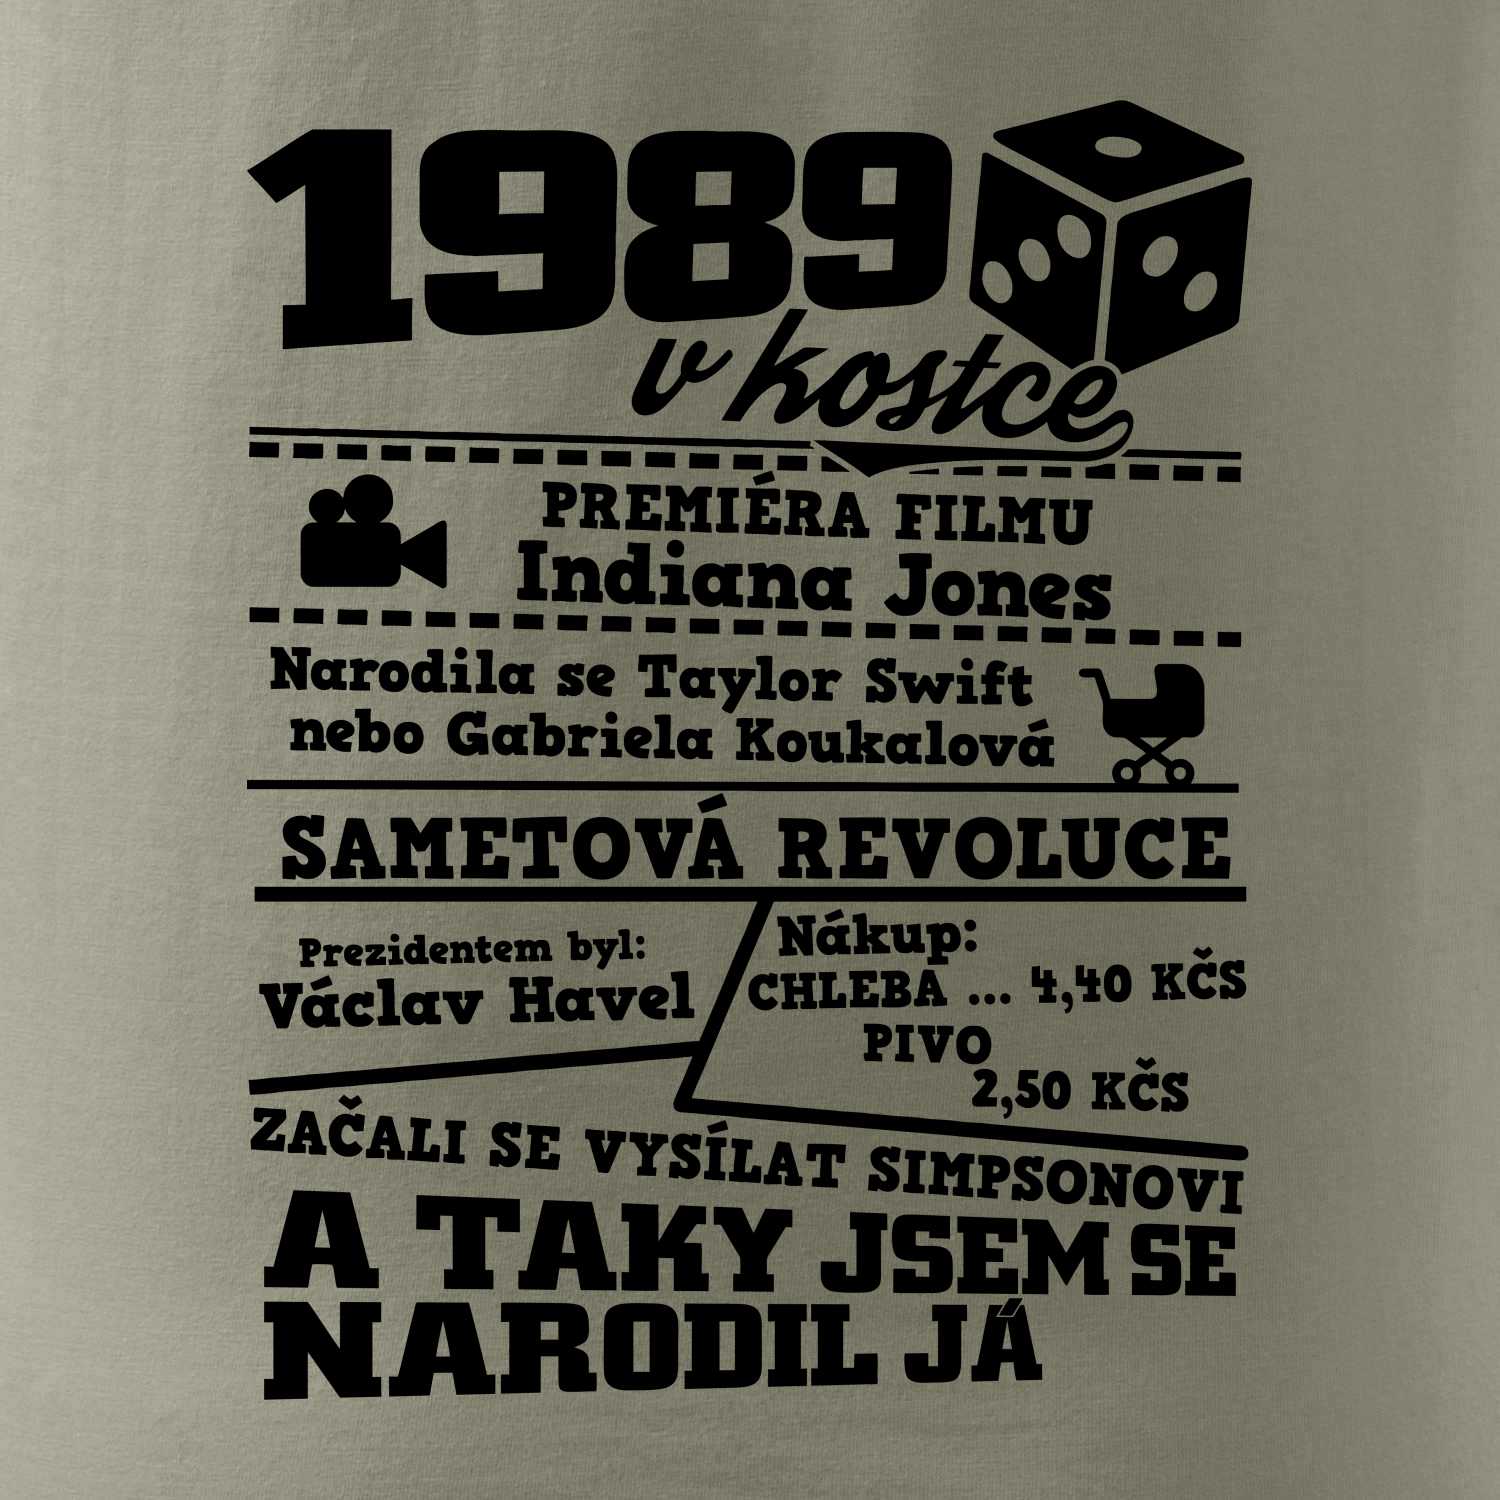 1989
v kostce
PREMIÉRA FILMU
Indiana Jones
Narodila se Taylor Swift
nebo Gabriela Koukalová
SAMETOVÁ REVOLUCE
Prezidentem byl:
Václav Havel
Nákup:
CHLEBA ... 4,40 KČS
PIVO
2,50 KČS
ZAČALI SE VYSÍLAT SIMPSONOVI
A TAKY JSEM SE
NARODIL JÁ